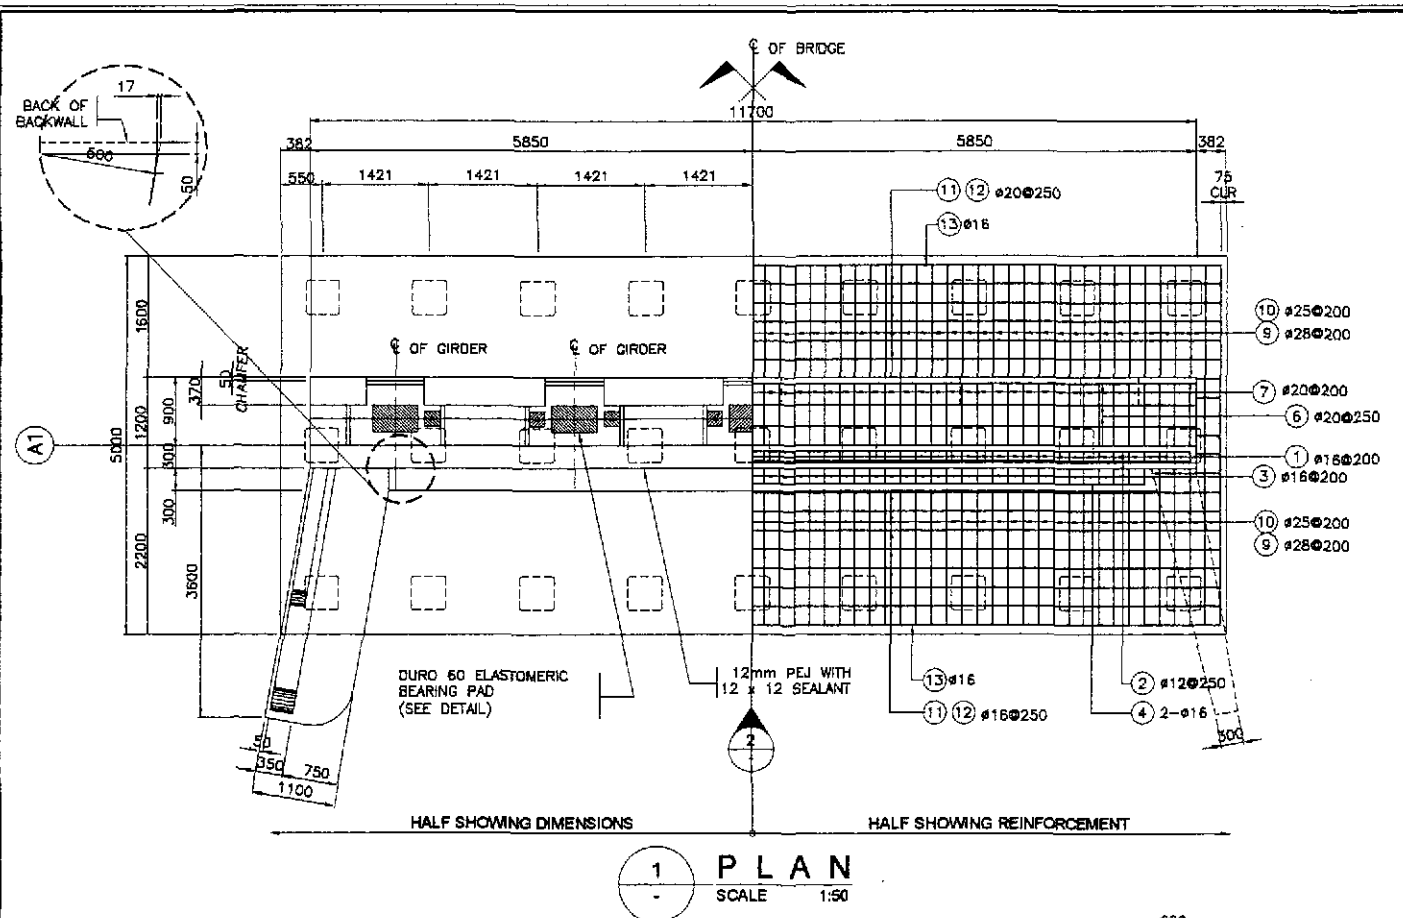 ℄ OF BRIDGE
17
BACK OF
BACKWALL
600
50
11700
382
5850
5850
382
550
1421
1421
1421
1421
75
CLR
11 12 ø20@250
13 ø16
1600
10 ø25@200
9 ø28@200
℄ OF GIRDER
℄ OF GIRDER
50
CHAMFER
370
900
1200
5000
300
300
2200
3600
7 ø20@200
6 ø20@250
A1
1 ø16@200
3 ø16@200
10 ø25@200
9 ø28@200
DURO 60 ELASTOMERIC
BEARING PAD
(SEE DETAIL)
12mm PEJ WITH
12 x 12 SEALANT
13 ø16
11 12 ø16@250
2 ø12@250
4 2-ø16
300
50
350
750
1100
2
-
HALF SHOWING DIMENSIONS
HALF SHOWING REINFORCEMENT
1
-
PLAN
SCALE 1:50